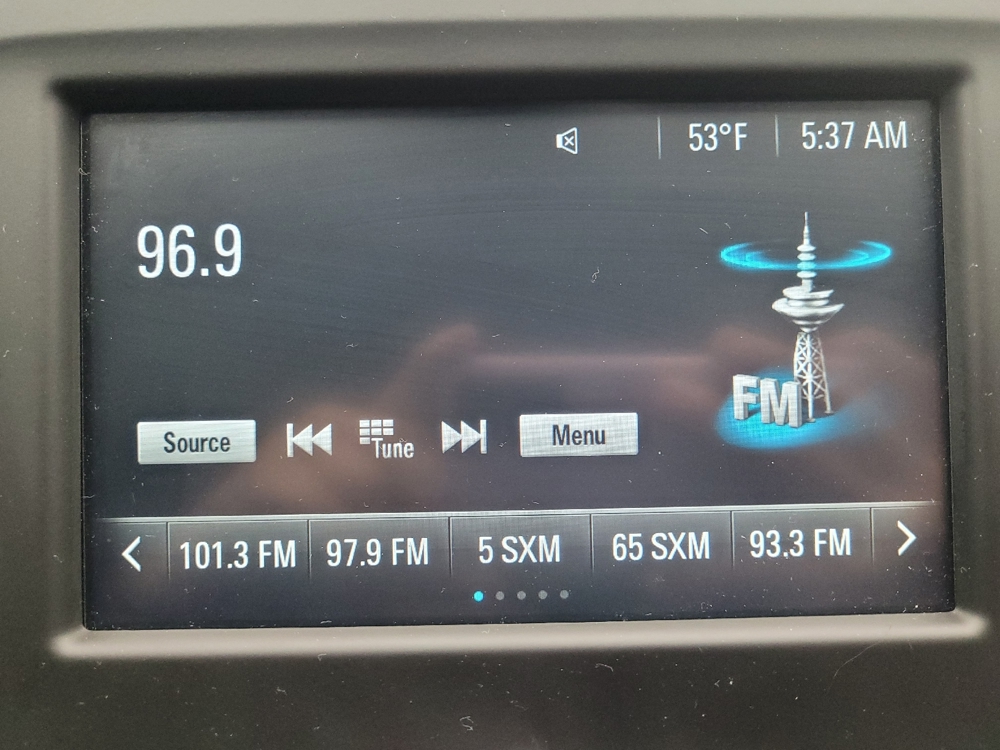 53°F 5:37 AM
96.9
FM
Source Tune Menu
101.3 FM 97.9 FM 5 SXM 65 SXM 93.3 FM